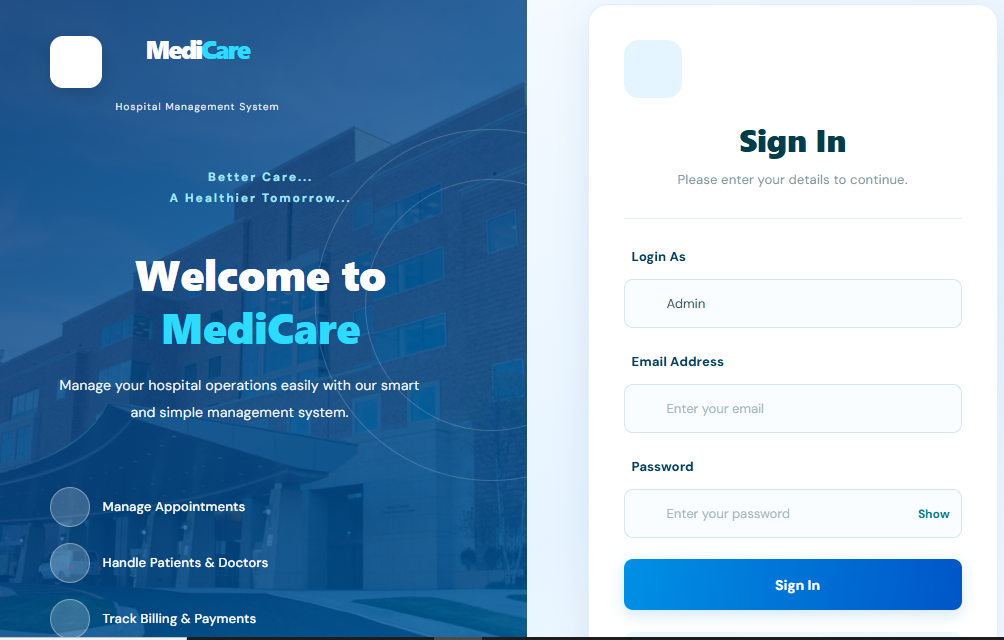 MediCare
Hospital Management System
Better Care...
A Healthier Tomorrow...
Welcome to
MediCare
Manage your hospital operations easily with our smart
and simple management system.
Manage Appointments
Handle Patients & Doctors
Track Billing & Payments
Sign In
Please enter your details to continue.
Login As
Admin
Email Address
Enter your email
Password
Enter your password
Show
Sign In